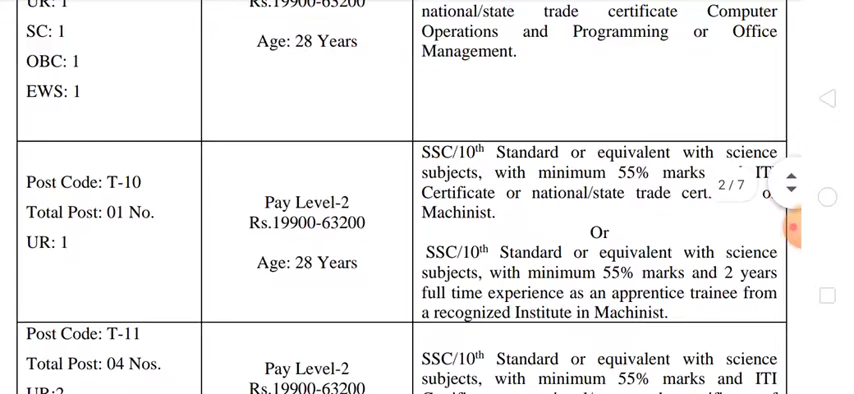 SC: 1
OBC: 1
EWS: 1
Rs.19900-63200
Age: 28 Years
national/state trade certificate Computer
Operations and Programming or Office
Management.
Post Code: T-10
Total Post: 01 No.
UR: 1
Pay Level-2
Rs.19900-63200
Age: 28 Years
SSC/10th Standard or equivalent with science
subjects, with minimum 55% marks IT
Certificate or national/state trade cert.
Machinist.
Or
SSC/10th Standard or equivalent with science
subjects, with minimum 55% marks and 2 years
full time experience as an apprentice trainee from
a recognized Institute in Machinist.
2/7
Post Code: T-11
Total Post: 04 Nos.
UR:2
Pay Level-2
Rs.19900-63200
SSC/10th Standard or equivalent with science
subjects, with minimum 55% marks and ITI